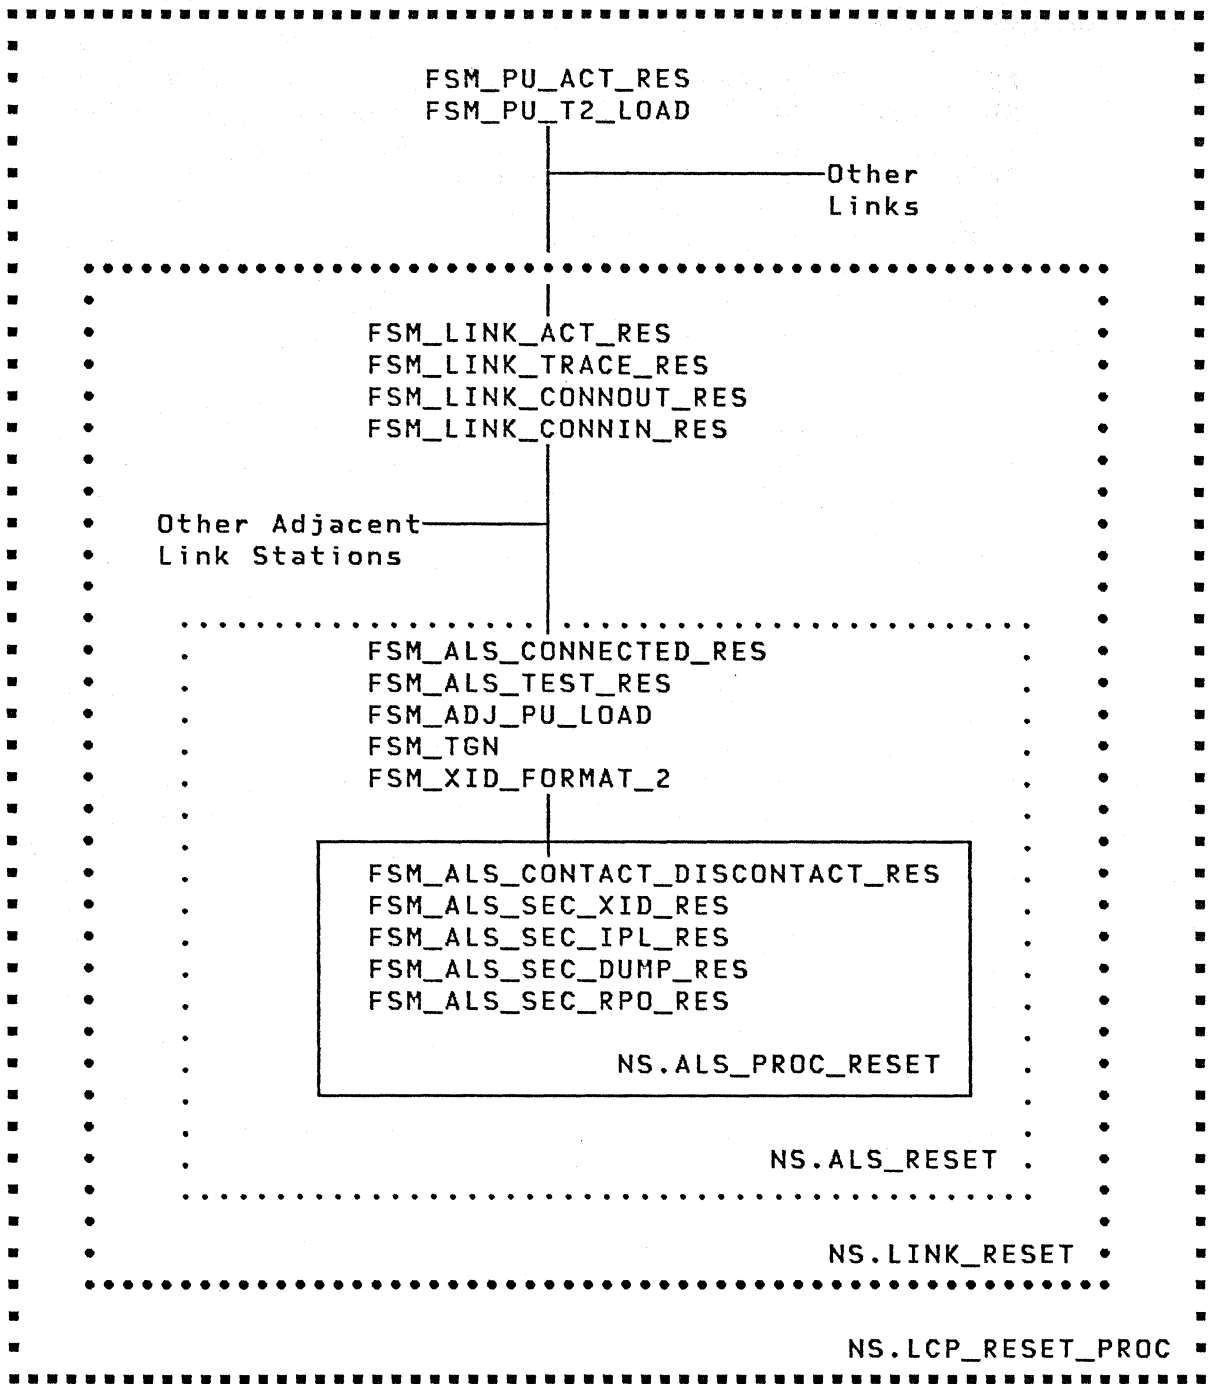 FSM_PU_ACT_RES
FSM_PU_T2_LOAD
Other
Links
FSM_LINK_ACT_RES
FSM_LINK_TRACE_RES
FSM_LINK_CONNOUT_RES
FSM_LINK_CONNIN_RES
Other Adjacent
Link Stations
FSM_ALS_CONNECTED_RES
FSM_ALS_TEST_RES
FSM_ADJ_PU_LOAD
FSM_TGN
FSM_XID_FORMAT_2
FSM_ALS_CONTACT_DISCONTACT_RES
FSM_ALS_SEC_XID_RES
FSM_ALS_SEC_IPL_RES
FSM_ALS_SEC_DUMP_RES
FSM_ALS_SEC_RPO_RES
NS.ALS_PROC_RESET
NS.ALS_RESET
NS.LINK_RESET
NS.LCP_RESET_PROC